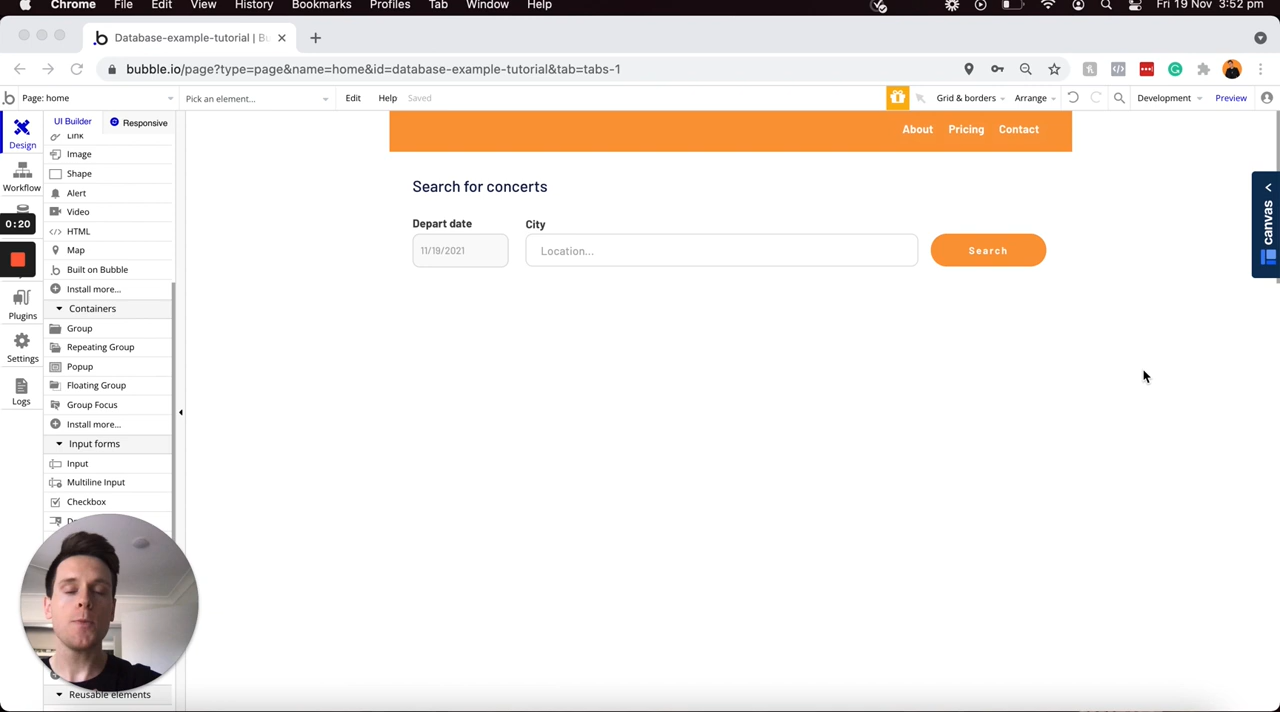 Chrome File Edit View History Bookmarks Profiles Tab Window Help Fri 19 Nov 3:52 pm
Database-example-tutorial | Bu
bubble.io/page?type=page&name=home&id=database-example-tutorial&tab=tabs-1
Page: home Pick an element... Edit Help Saved Grid & borders Arrange Development Preview
UI Builder Responsive
Design
Workflow
0:20
Plugins
Settings
Logs
Link
Image
Shape
Alert
Video
HTML
Map
Built on Bubble
Install more...
Containers
Group
Repeating Group
Popup
Floating Group
Group Focus
Install more...
Input forms
Input
Multiline Input
Checkbox
Reusable elements
About Pricing Contact
Search for concerts
Depart date City
11/19/2021 Location... Search
canvas